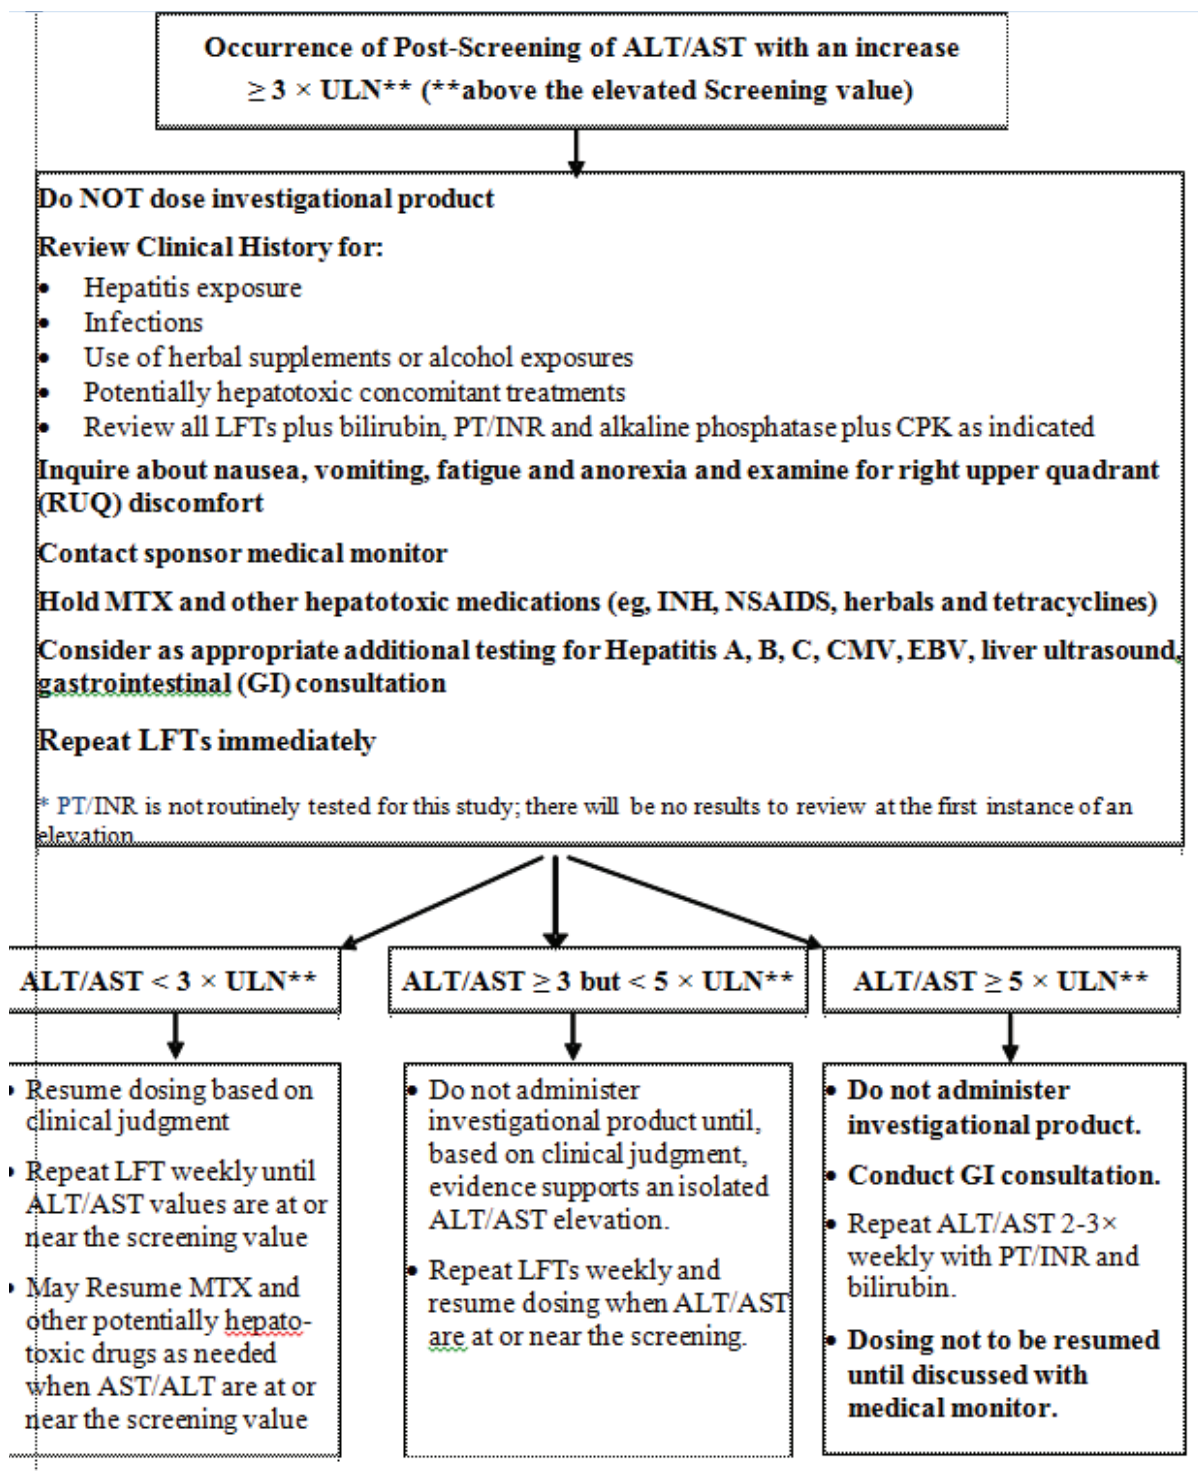 Occurrence of Post-Screening of ALT/AST with an increase
≥ 3 × ULN** (**above the elevated Screening value)
Do NOT dose investigational product
Review Clinical History for:
• Hepatitis exposure
• Infections
• Use of herbal supplements or alcohol exposures
• Potentially hepatotoxic concomitant treatments
• Review all LFTs plus bilirubin, PT/INR and alkaline phosphatase plus CPK as indicated
Inquire about nausea, vomiting, fatigue and anorexia and examine for right upper quadrant
(RUQ) discomfort
Contact sponsor medical monitor
Hold MTX and other hepatotoxic medications (eg, INH, NSAIDS, herbals and tetracyclines)
Consider as appropriate additional testing for Hepatitis A, B, C, CMV, EBV, liver ultrasound,
gastrointestinal (GI) consultation
Repeat LFTs immediately
* PT/INR is not routinely tested for this study; there will be no results to review at the first instance of an
elevation
ALT/AST < 3 × ULN**
• Resume dosing based on
clinical judgment
• Repeat LFT weekly until
ALT/AST values are at or
near the screening value
• May Resume MTX and
other potentially hepato-
toxic drugs as needed
when AST/ALT are at or
near the screening value
ALT/AST ≥ 3 but < 5 × ULN**
• Do not administer
investigational product until,
based on clinical judgment,
evidence supports an isolated
ALT/AST elevation.
• Repeat LFTs weekly and
resume dosing when ALT/AST
are at or near the screening.
ALT/AST ≥ 5 × ULN**
• Do not administer
investigational product.
• Conduct GI consultation.
• Repeat ALT/AST 2-3×
weekly with PT/INR and
bilirubin.
• Dosing not to be resumed
until discussed with
medical monitor.